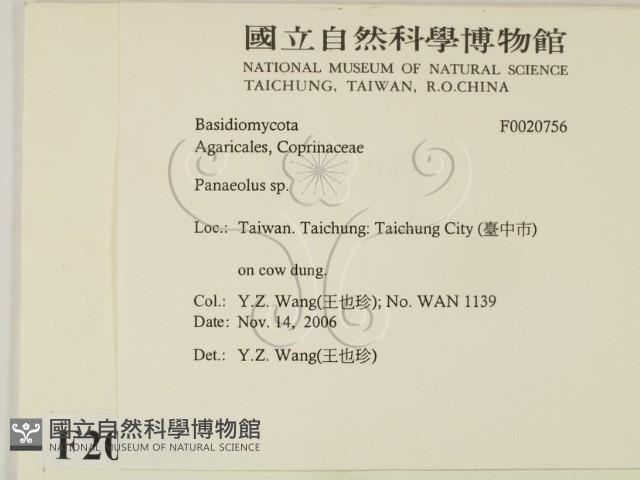 國立自然科學博物館
NATIONAL MUSEUM OF NATURAL SCIENCE
TAICHUNG, TAIWAN, R.O.CHINA
Basidiomycota F0020756
Agaricales, Coprinaceae
Panaeolus sp.
Loc.: Taiwan. Taichung: Taichung City (臺中市)
on cow dung.
Col.: Y.Z. Wang(王也珍); No. WAN 1139
Date: Nov. 14, 2006
Det.: Y.Z. Wang(王也珍)
國立自然科學博物館
NATIONAL MUSEUM OF NATURAL SCIENCE